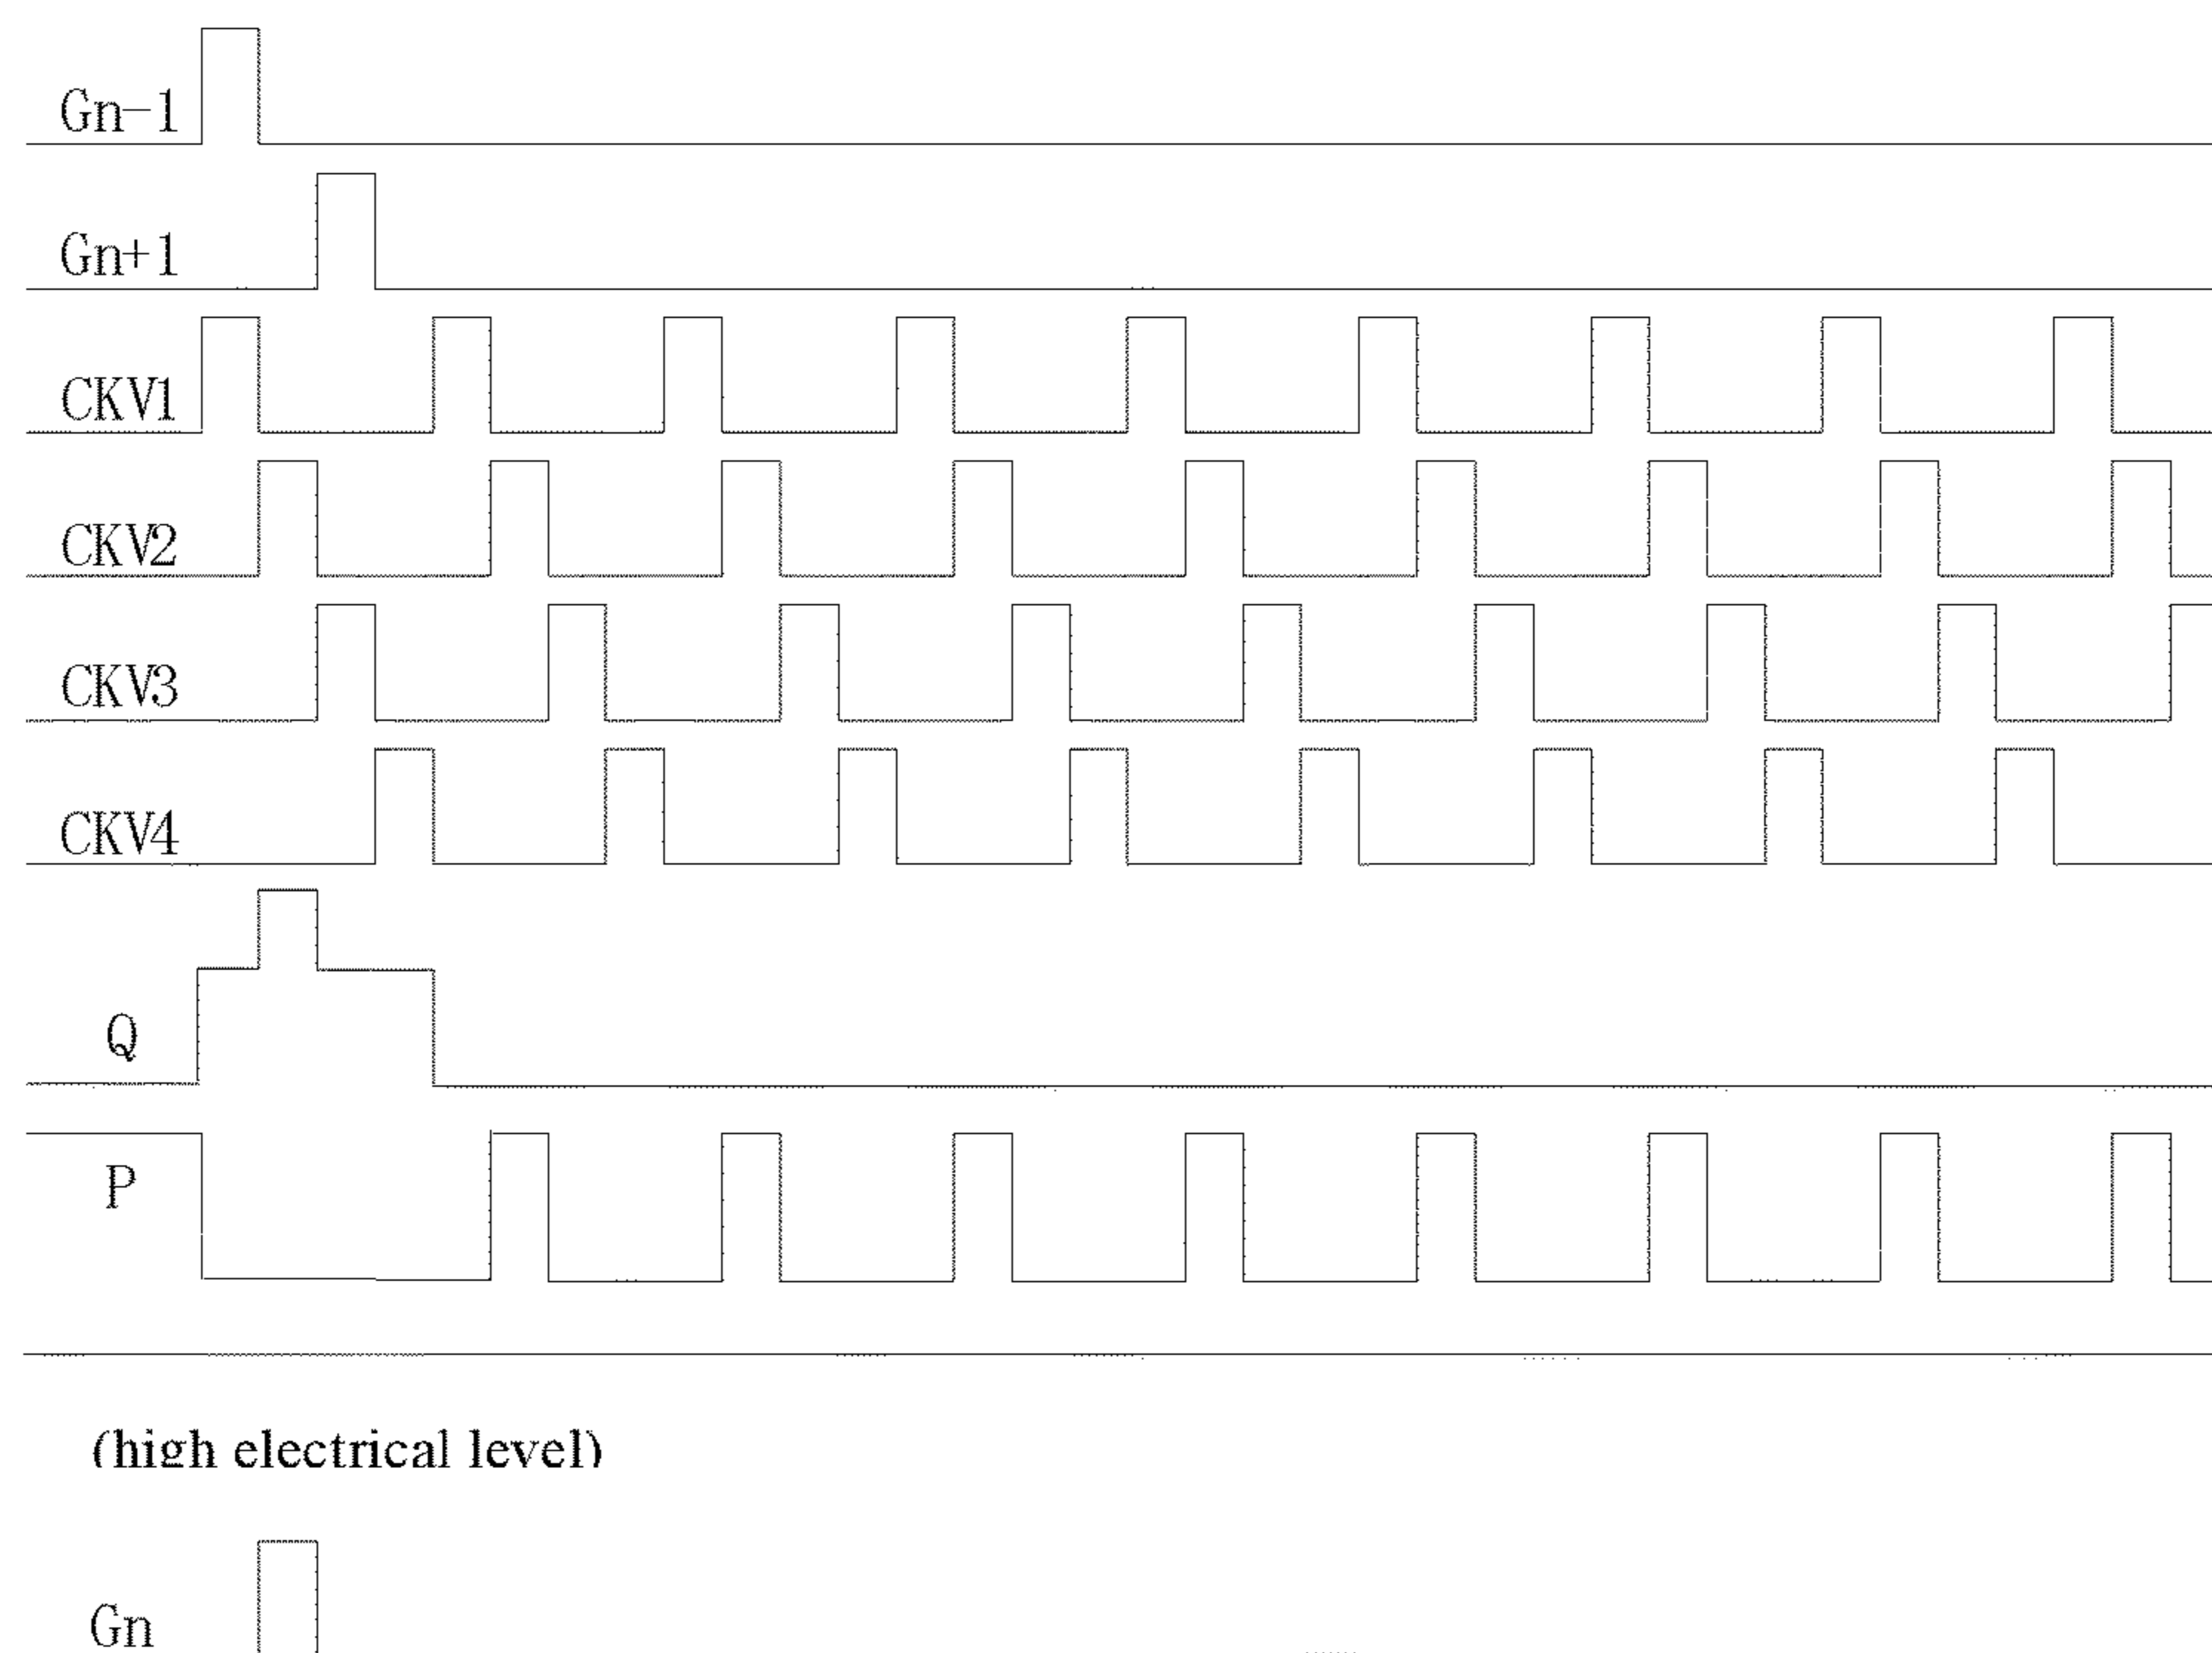 Gn-1
Gn+1
CKV1
CKV2
CKV3
CKV4
Q
P
(high electrical level)
Gn